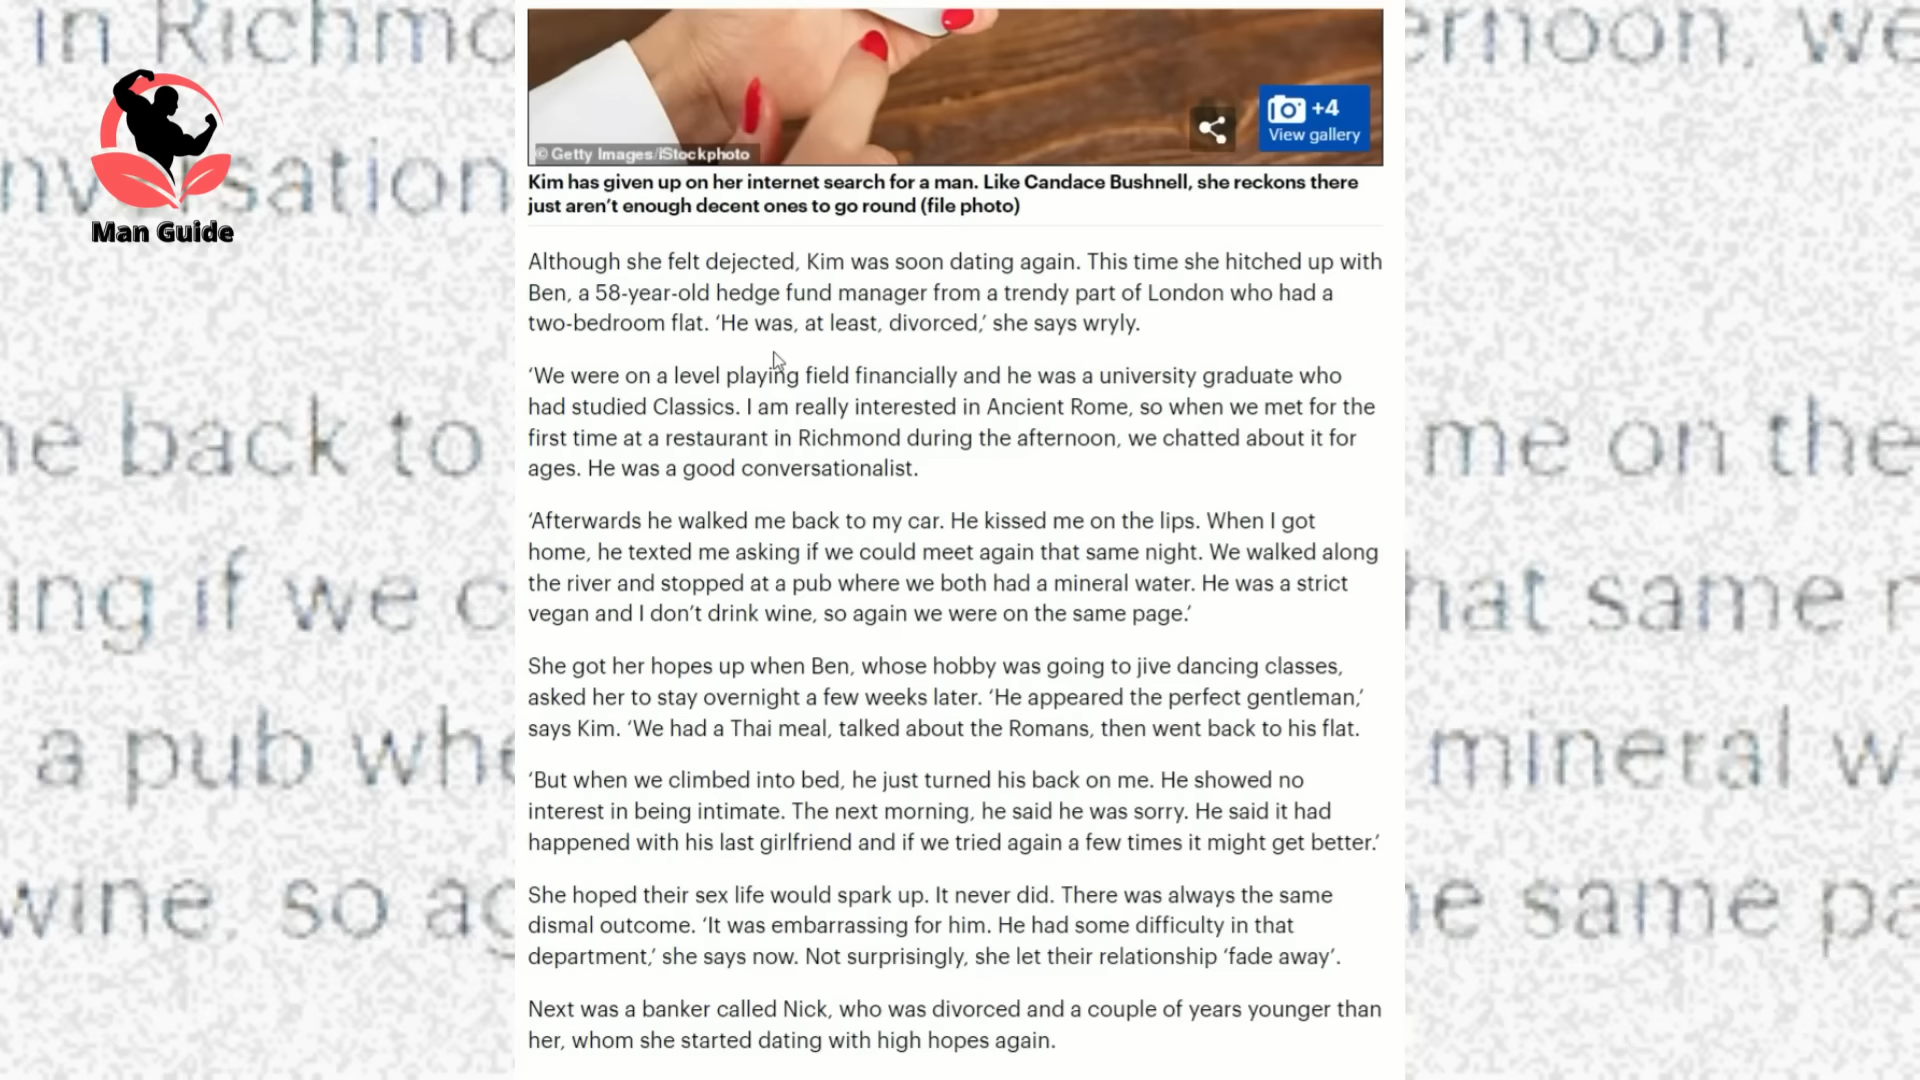 Man Guide
+4
View gallery
© Getty Images/iStockphoto
Kim has given up on her internet search for a man. Like Candace Bushnell, she reckons there
just aren’t enough decent ones to go round (file photo)
Although she felt dejected, Kim was soon dating again. This time she hitched up with
Ben, a 58-year-old hedge fund manager from a trendy part of London who had a
two-bedroom flat. ‘He was, at least, divorced,’ she says wryly.
‘We were on a level playing field financially and he was a university graduate who
had studied Classics. I am really interested in Ancient Rome, so when we met for the
first time at a restaurant in Richmond during the afternoon, we chatted about it for
ages. He was a good conversationalist.
‘Afterwards he walked me back to my car. He kissed me on the lips. When I got
home, he texted me asking if we could meet again that same night. We walked along
the river and stopped at a pub where we both had a mineral water. He was a strict
vegan and I don’t drink wine, so again we were on the same page.’
She got her hopes up when Ben, whose hobby was going to jive dancing classes,
asked her to stay overnight a few weeks later. ‘He appeared the perfect gentleman,’
says Kim. ‘We had a Thai meal, talked about the Romans, then went back to his flat.
‘But when we climbed into bed, he just turned his back on me. He showed no
interest in being intimate. The next morning, he said he was sorry. He said it had
happened with his last girlfriend and if we tried again a few times it might get better.’
She hoped their sex life would spark up. It never did. There was always the same
dismal outcome. ‘It was embarrassing for him. He had some difficulty in that
department,’ she says now. Not surprisingly, she let their relationship ‘fade away’.
Next was a banker called Nick, who was divorced and a couple of years younger than
her, whom she started dating with high hopes again.